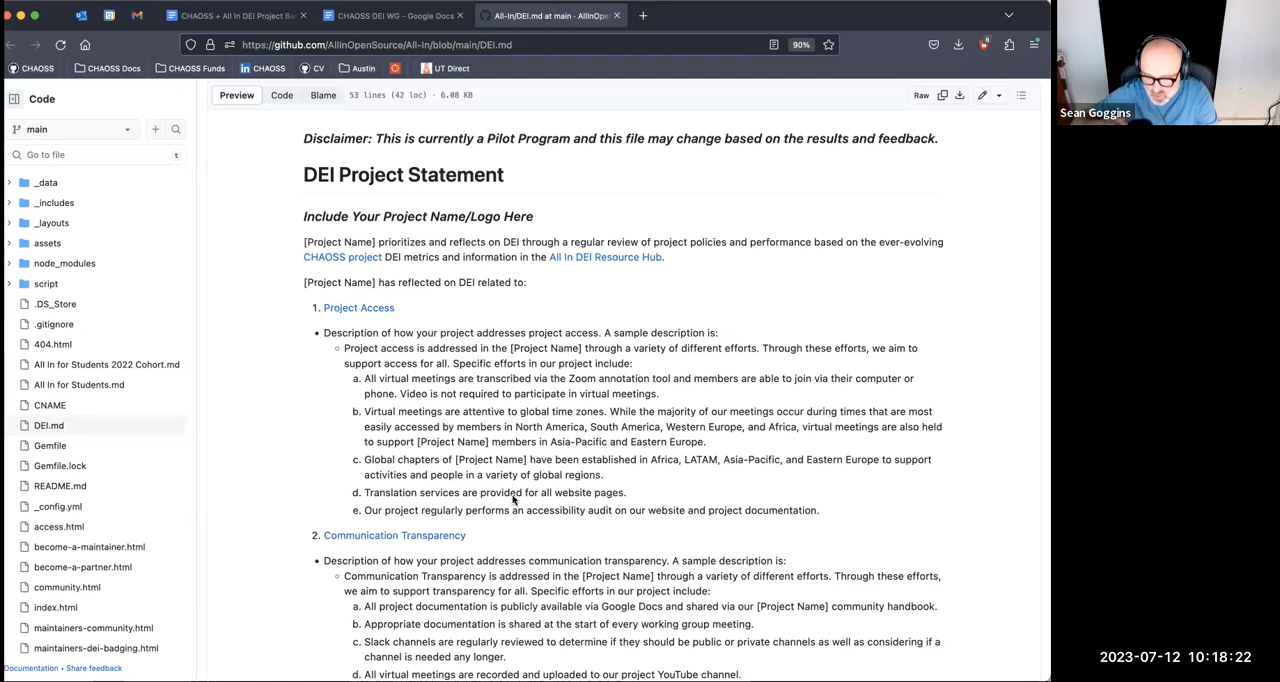 CHAOSS + All In DEI Project Ba
CHAOSS DEI WG - Google Docs
All-In/DEI.md at main · AllInOpe
https://github.com/AllInOpenSource/All-In/blob/main/DEI.md
90%
CHAOSS
CHAOSS Docs
CHAOSS Funds
CHAOSS
CV
Austin
UT Direct
Code
Preview
Code
Blame
53 lines (42 loc) · 6.08 KB
Raw
main
Go to file
t
_data
_includes
_layouts
assets
node_modules
script
.DS_Store
.gitignore
404.html
All In for Students 2022 Cohort.md
All In for Students.md
CNAME
DEI.md
Gemfile
Gemfile.lock
README.md
_config.yml
access.html
become-a-maintainer.html
become-a-partner.html
community.html
index.html
maintainers-community.html
maintainers-dei-badging.html
Documentation • Share feedback
Disclaimer: This is currently a Pilot Program and this file may change based on the results and feedback.
DEI Project Statement
Include Your Project Name/Logo Here
[Project Name] prioritizes and reflects on DEI through a regular review of project policies and performance based on the ever-evolving
CHAOSS project DEI metrics and information in the All In DEI Resource Hub.
[Project Name] has reflected on DEI related to:
1. Project Access
• Description of how your project addresses project access. A sample description is:
◦ Project access is addressed in the [Project Name] through a variety of different efforts. Through these efforts, we aim to
support access for all. Specific efforts in our project include:
a. All virtual meetings are transcribed via the Zoom annotation tool and members are able to join via their computer or
phone. Video is not required to participate in virtual meetings.
b. Virtual meetings are attentive to global time zones. While the majority of our meetings occur during times that are most
easily accessed by members in North America, South America, Western Europe, and Africa, virtual meetings are also held
to support [Project Name] members in Asia-Pacific and Eastern Europe.
c. Global chapters of [Project Name] have been established in Africa, LATAM, Asia-Pacific, and Eastern Europe to support
activities and people in a variety of global regions.
d. Translation services are provided for all website pages.
e. Our project regularly performs an accessibility audit on our website and project documentation.
2. Communication Transparency
• Description of how your project addresses communication transparency. A sample description is:
◦ Communication Transparency is addressed in the [Project Name] through a variety of different efforts. Through these efforts,
we aim to support transparency for all. Specific efforts in our project include:
a. All project documentation is publicly available via Google Docs and shared via our [Project Name] community handbook.
b. Appropriate documentation is shared at the start of every working group meeting.
c. Slack channels are regularly reviewed to determine if they should be public or private channels as well as considering if a
channel is needed any longer.
d. All virtual meetings are recorded and uploaded to our project YouTube channel.
Sean Goggins
2023-07-12 10:18:22